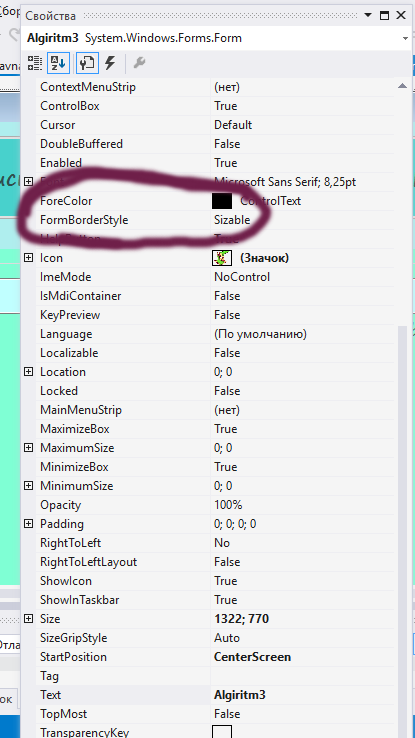 Свойства
Algiritm3 System.Windows.Forms.Form
ContextMenuStrip (нет)
ControlBox True
Cursor Default
DoubleBuffered False
Enabled True
Microsoft Sans Serif; 8,25pt
ForeColor ControlText
FormBorderStyle Sizable
HelpButton True
Icon (Значок)
ImeMode NoControl
IsMdiContainer False
KeyPreview False
Language (По умолчанию)
Localizable False
Location 0; 0
Locked False
MainMenuStrip (нет)
MaximizeBox True
MaximumSize 0; 0
MinimizeBox True
MinimumSize 0; 0
Opacity 100%
Padding 0; 0; 0; 0
RightToLeft No
RightToLeftLayout False
ShowIcon True
ShowInTaskbar True
Size 1322; 770
SizeGripStyle Auto
StartPosition CenterScreen
Tag
Text Algiritm3
TopMost False
TransparencyKey